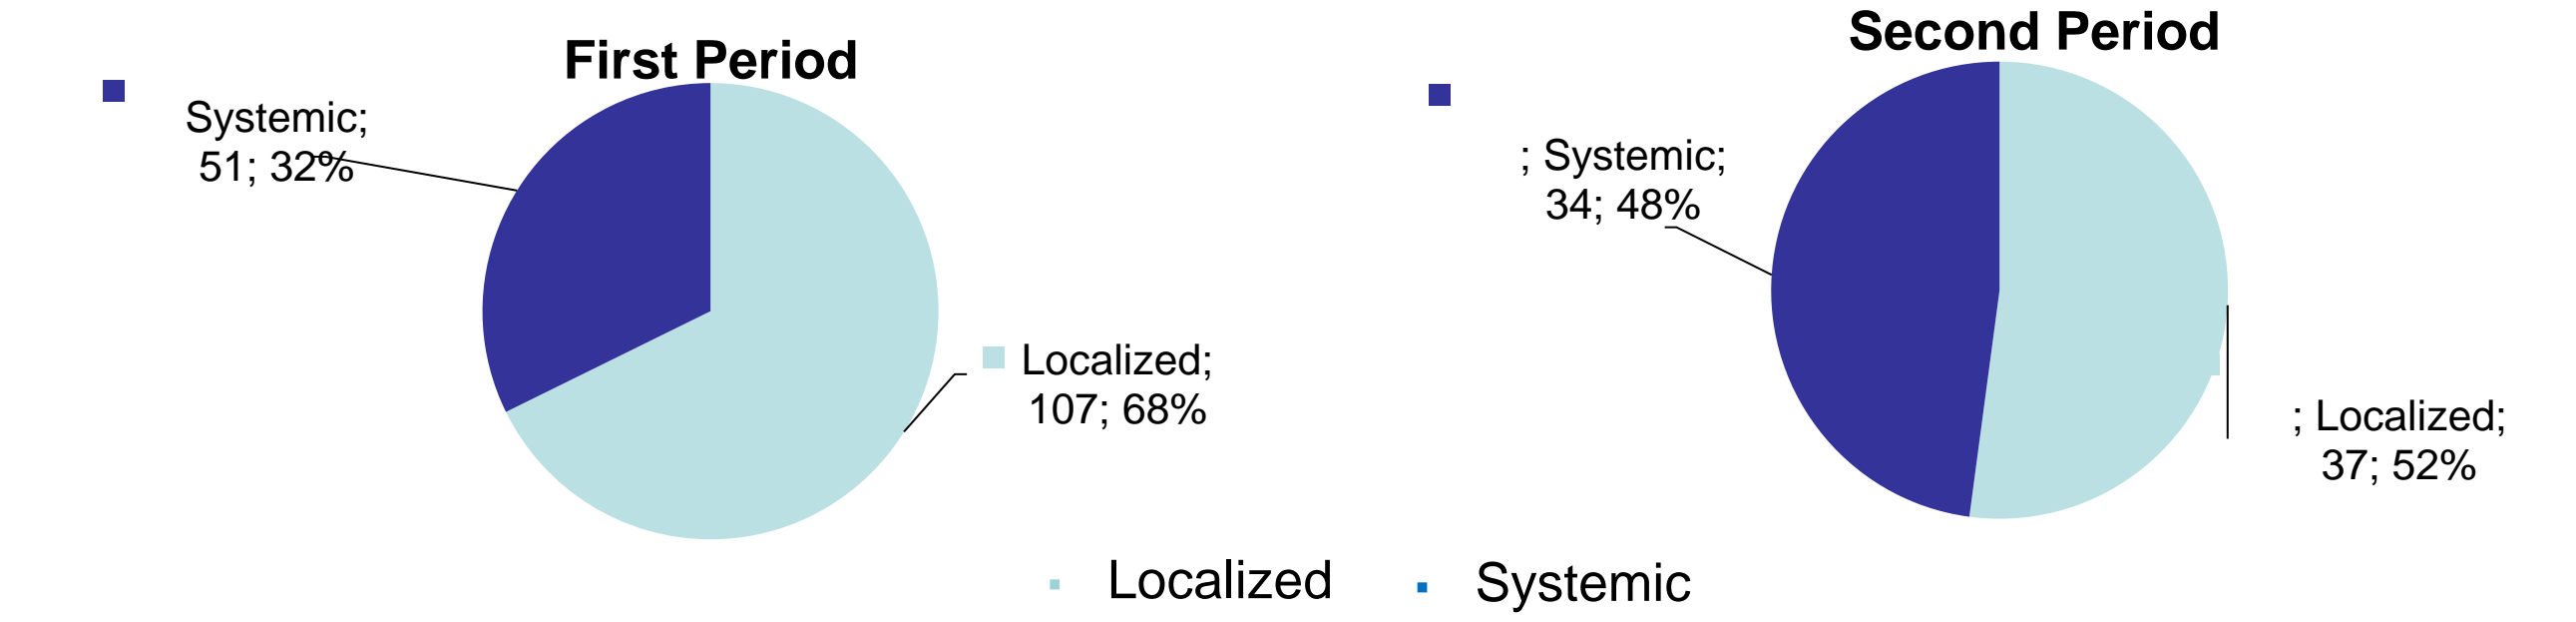 First Period
Systemic;
51; 32%
Localized;
107; 68%
Second Period
; Systemic;
34; 48%
; Localized;
37; 52%
Localized
Systemic